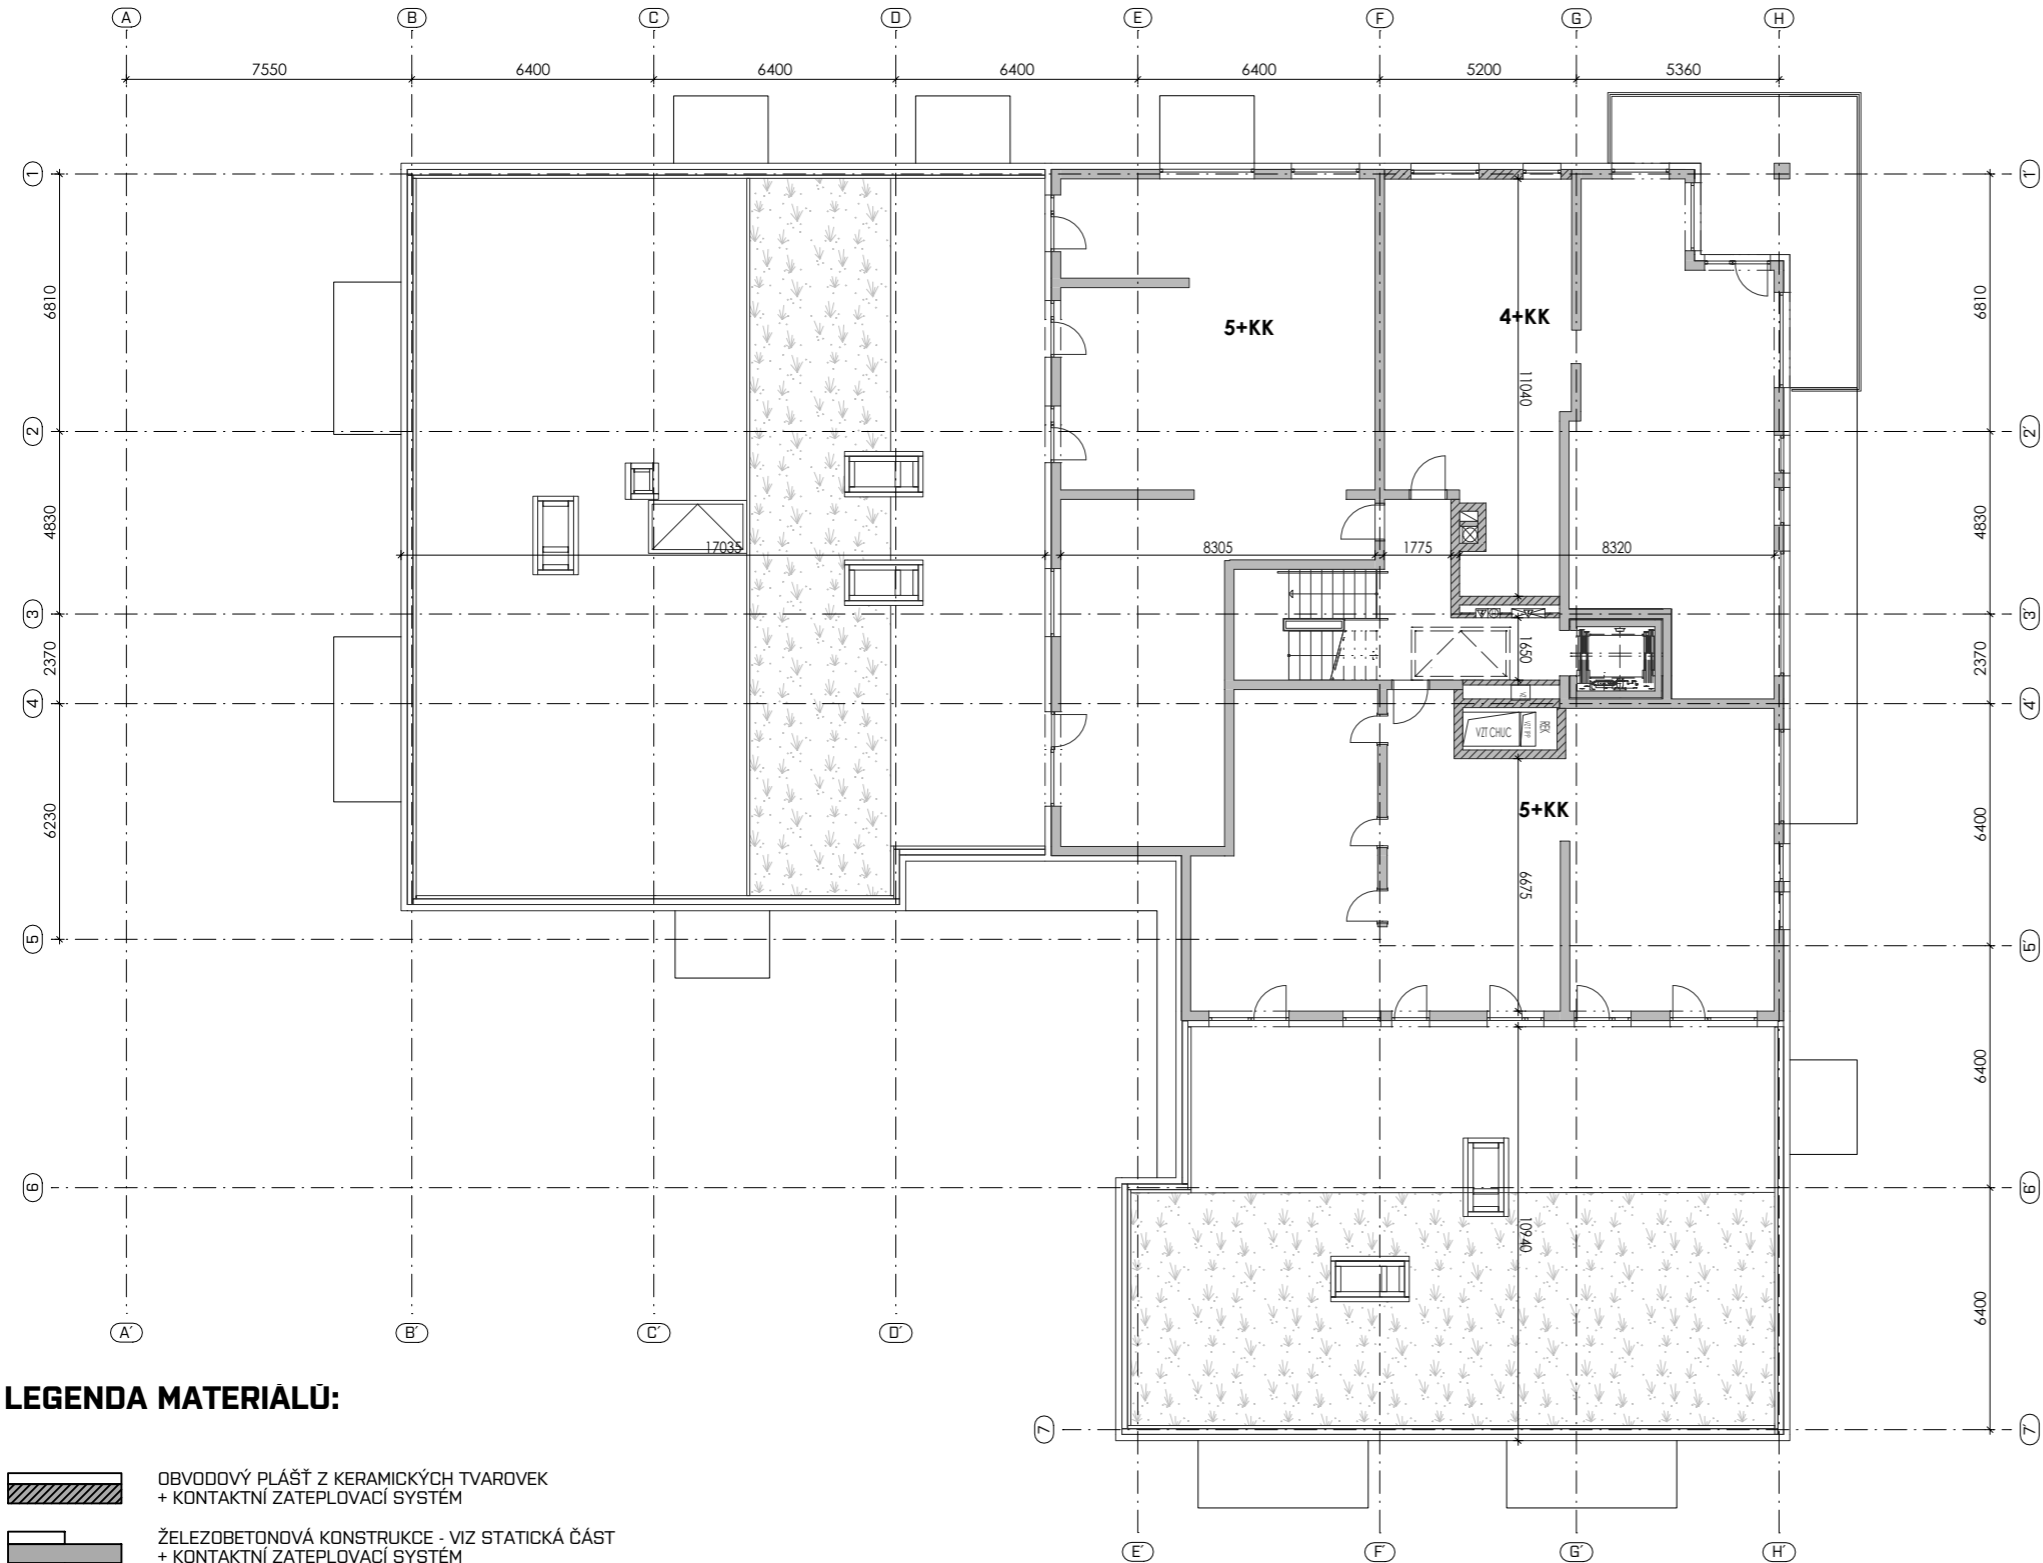 A B C D E F G H
7550 6400 6400 6400 6400 5200 5360
1 1′
6810 5+KK 4+KK 6810
11040
2 2′
4830 17035 8305 1775 8320 4830
3 3′
2370 1650 2370
4 4′
VZT CHUC VZT PP REK
6230 5+KK 6400
6675
5 5′
6400
6 6′
10940
6400
A′ B′ C′ D′
LEGENDA MATERIÁLŮ:
7 7′
OBVODOVÝ PLÁŠŤ Z KERAMICKÝCH TVAROVEK
+ KONTAKTNÍ ZATEPLOVACÍ SYSTÉM
ŽELEZOBETONOVÁ KONSTRUKCE - VIZ STATICKÁ ČÁST
+ KONTAKTNÍ ZATEPLOVACÍ SYSTÉM
E′ F′ G′ H′